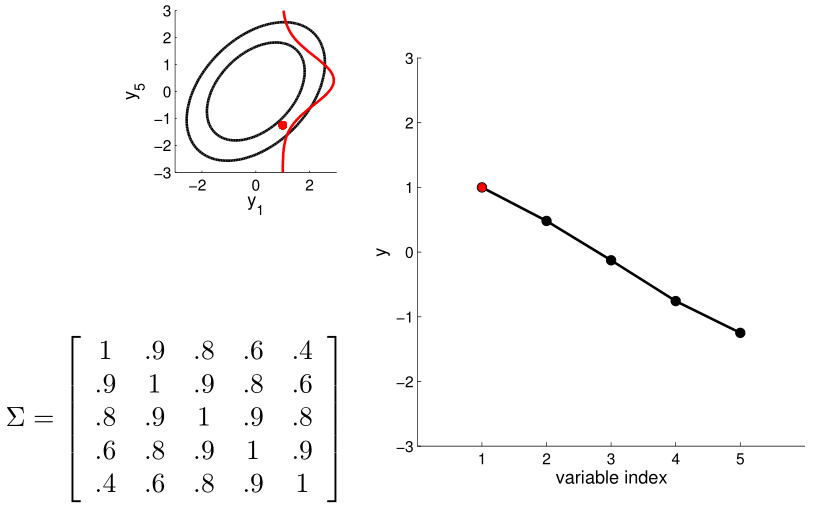 3
2
1
0
−1
−2
−3
y5
−2 0 2
y1
3
2
1
0
−1
−2
−3
y
1 2 3 4 5
variable index
Σ =
1 .9 .8 .6 .4
.9 1 .9 .8 .6
.8 .9 1 .9 .8
.6 .8 .9 1 .9
.4 .6 .8 .9 1